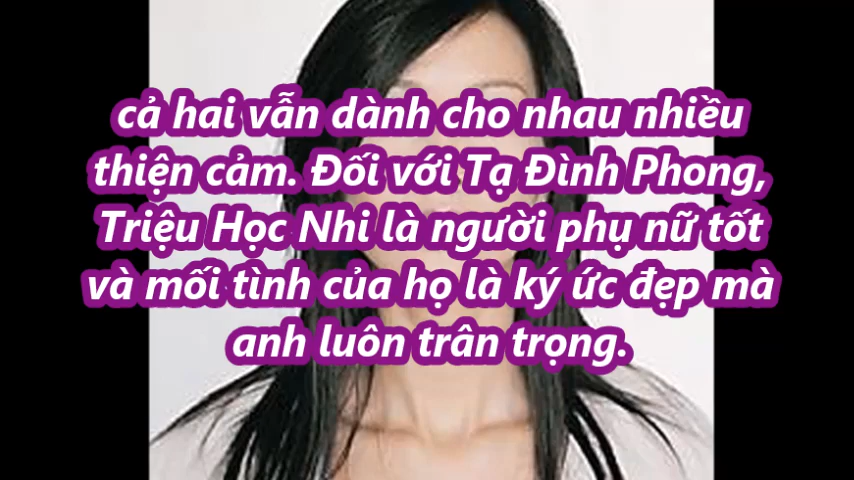 cả hai vẫn dành cho nhau nhiều
thiện cảm. Đối với Tạ Đình Phong,
Triệu Học Nhi là người phụ nữ tốt
và mối tình của họ là ký ức đẹp mà
anh luôn trân trọng.